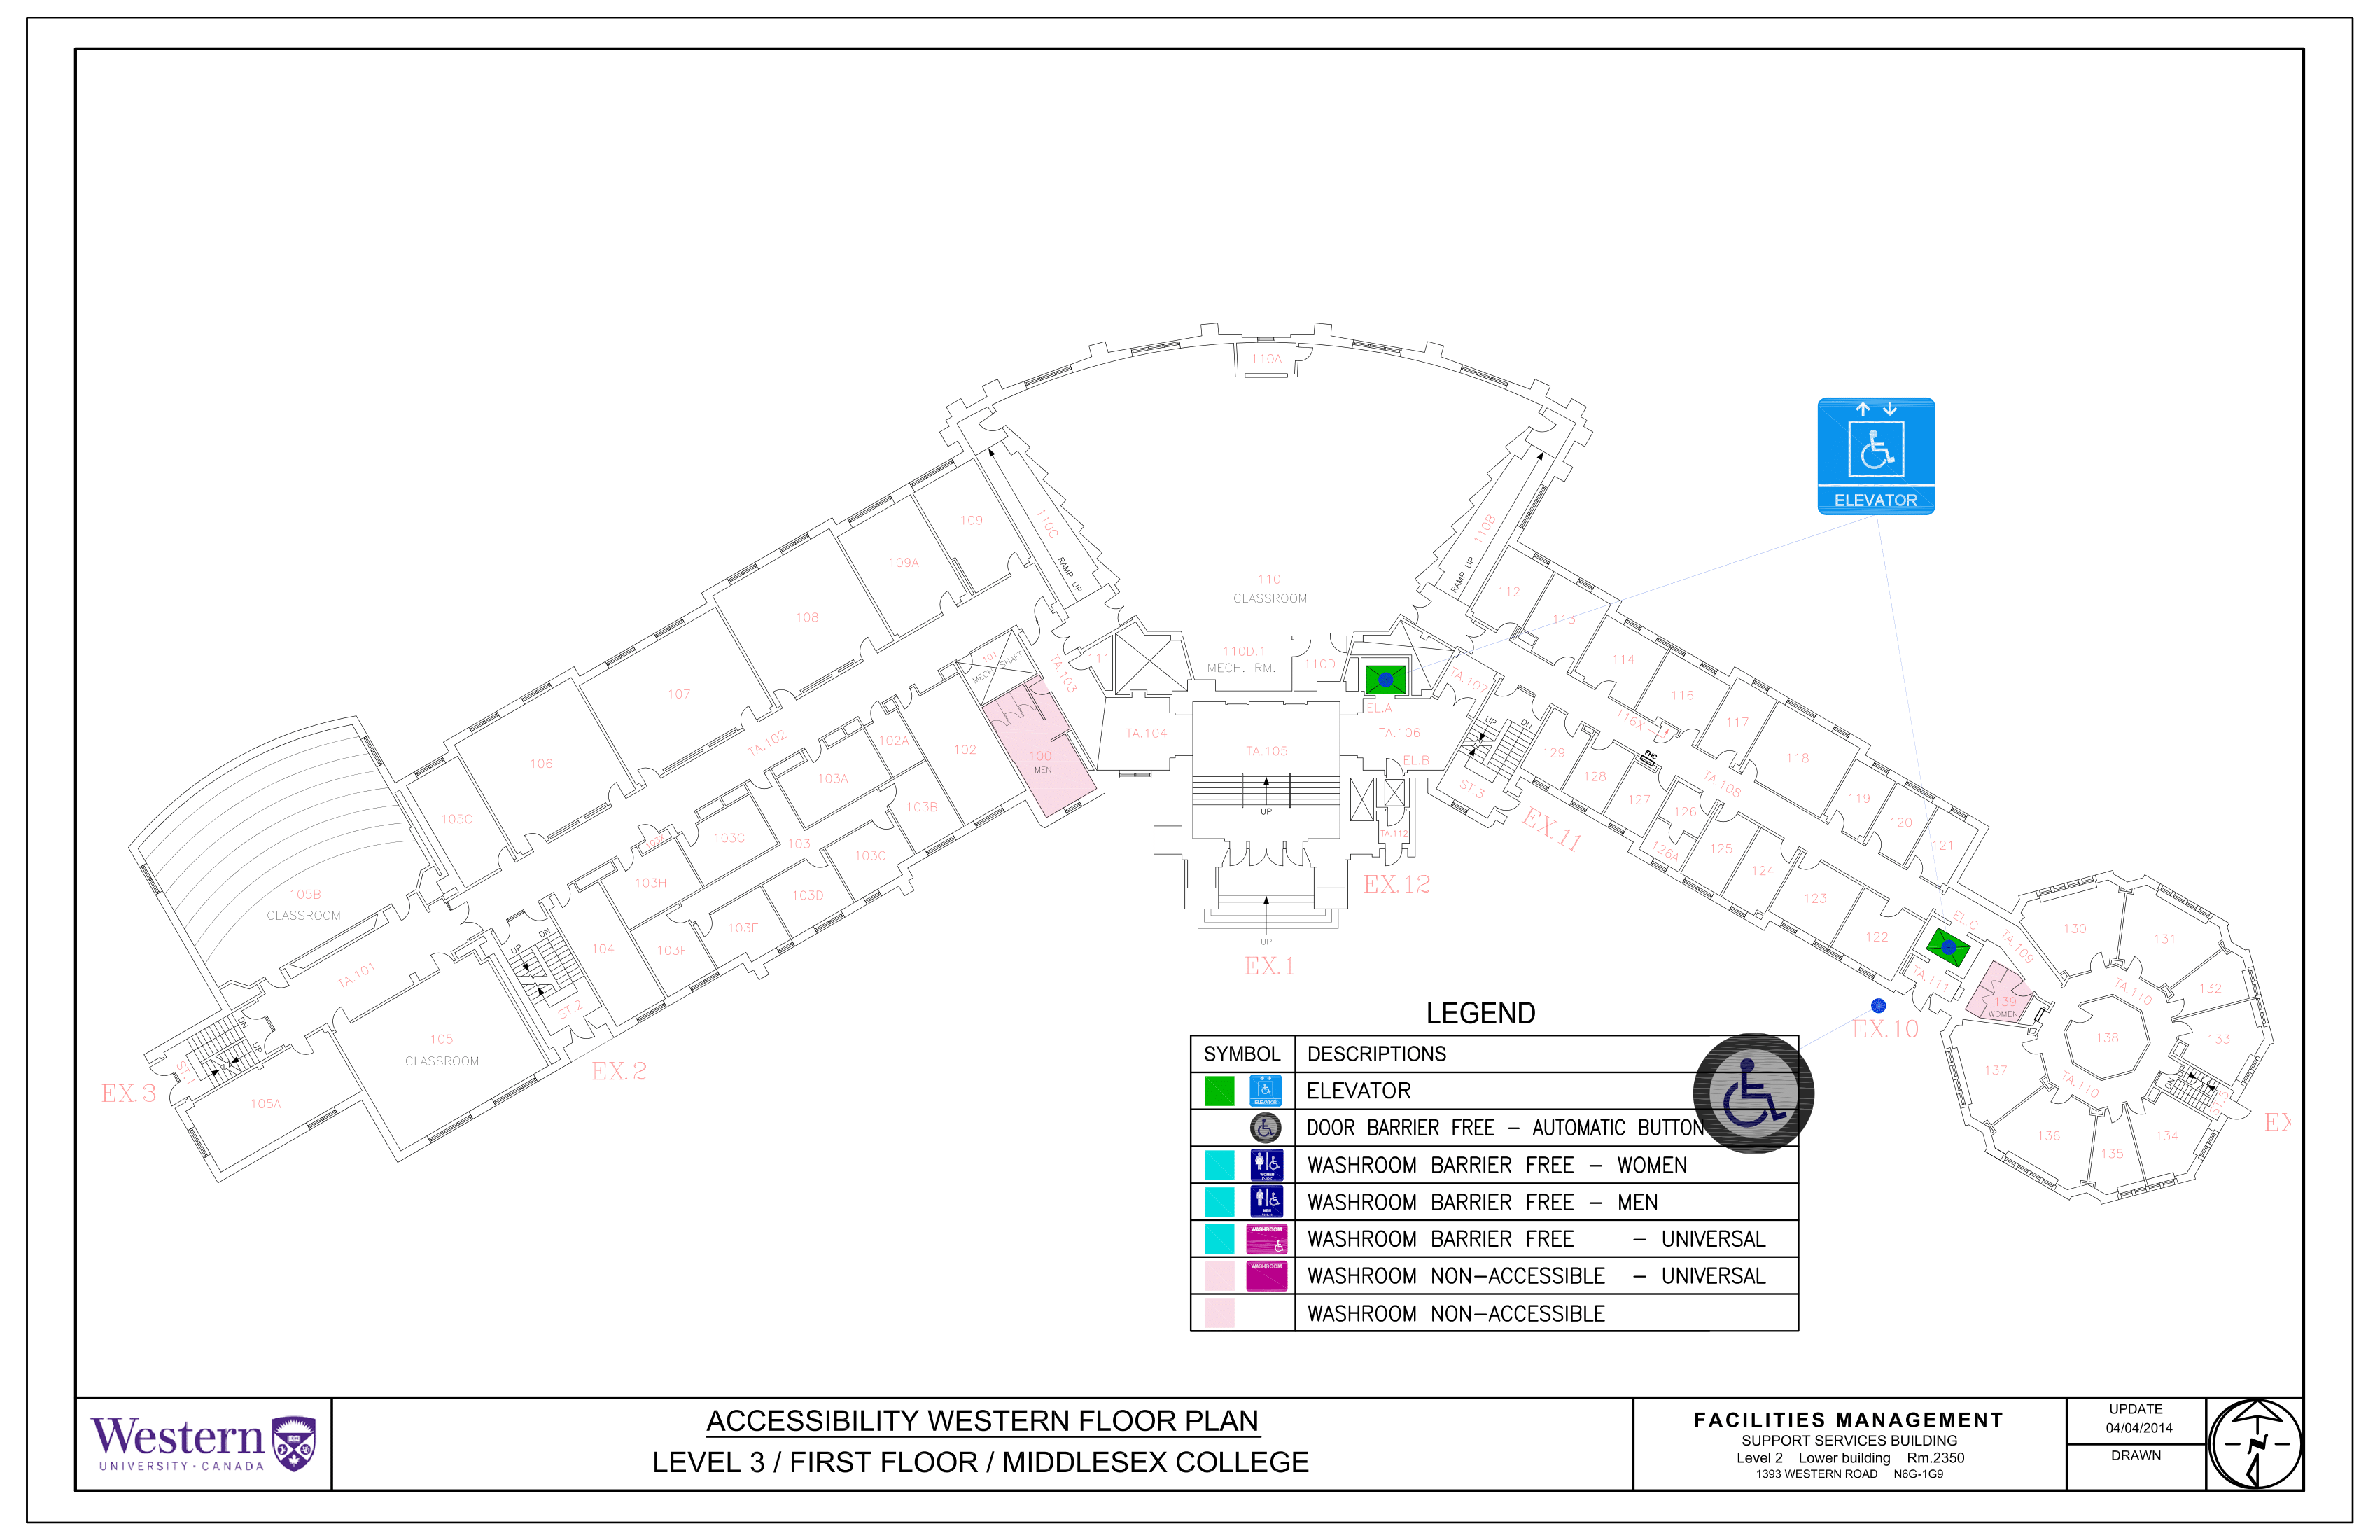 110A
ELEVATOR
109
110C
110B
109A
RAMP UP
RAMP UP
110
CLASSROOM
112
108
113
101
MECH. SHAFT
TA.103
111
110D.1
MECH. RM.
110D
TA.107
114
107
116
EL.A
116X
117
UP
DN
TA.102
102A
102
100
MEN
TA.104
TA.105
TA.106
129
FHC
118
106
103A
EL.B
128
TA.108
ST.3
103B
127
119
105C
UP
126
120
103X
103G
103
TA.112
EX.11
103C
126A
125
121
103H
EX.12
124
105B
CLASSROOM
103D
123
103E
EL.C
130
UP
DN
104
103F
UP
122
TA.109
131
EX.1
TA.101
TA.111
132
TA.110
139
WOMEN
ST.2
LEGEND
EX.10
DN
UP
105
CLASSROOM
138
133
SYMBOL
DESCRIPTIONS
ST.1
EX.2
137
TA.110
DN
UP
ST.5
EX.3
105A
ELEVATOR
EX
DOOR BARRIER FREE - AUTOMATIC BUTTON
136
135
134
WASHROOM BARRIER FREE - WOMEN
WASHROOM BARRIER FREE - MEN
WASHROOM
WASHROOM BARRIER FREE - UNIVERSAL
WASHROOM
WASHROOM NON-ACCESSIBLE - UNIVERSAL
WASHROOM NON-ACCESSIBLE
Western
UNIVERSITY · CANADA
ACCESSIBILITY WESTERN FLOOR PLAN
LEVEL 3 / FIRST FLOOR / MIDDLESEX COLLEGE
FACILITIES MANAGEMENT
SUPPORT SERVICES BUILDING
Level 2 Lower building Rm.2350
1393 WESTERN ROAD N6G-1G9
UPDATE
04/04/2014
DRAWN
N